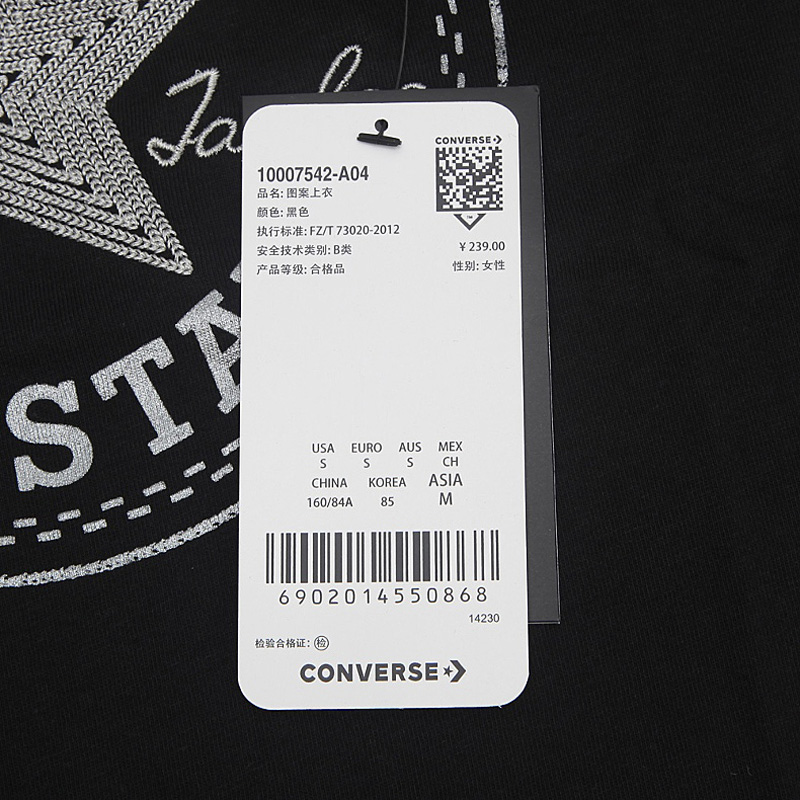 STA
CONVERSE
10007542-A04
品名: 图案上衣
颜色: 黑色
执行标准: FZ/T 73020-2012
安全技术类别: B类
产品等级: 合格品
¥ 239.00
性别: 女性
USA EURO AUS MEX
S S S CH
CHINA KOREA ASIA
160/84A 85 M
6902014550868
14230
检验合格证: 检
CONVERSE